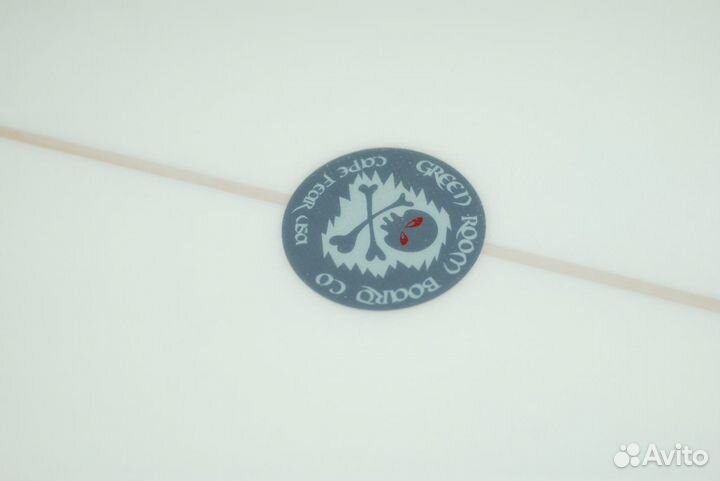 GREEN ROOM BOARD CO
CAPE FEAR USA
Avito